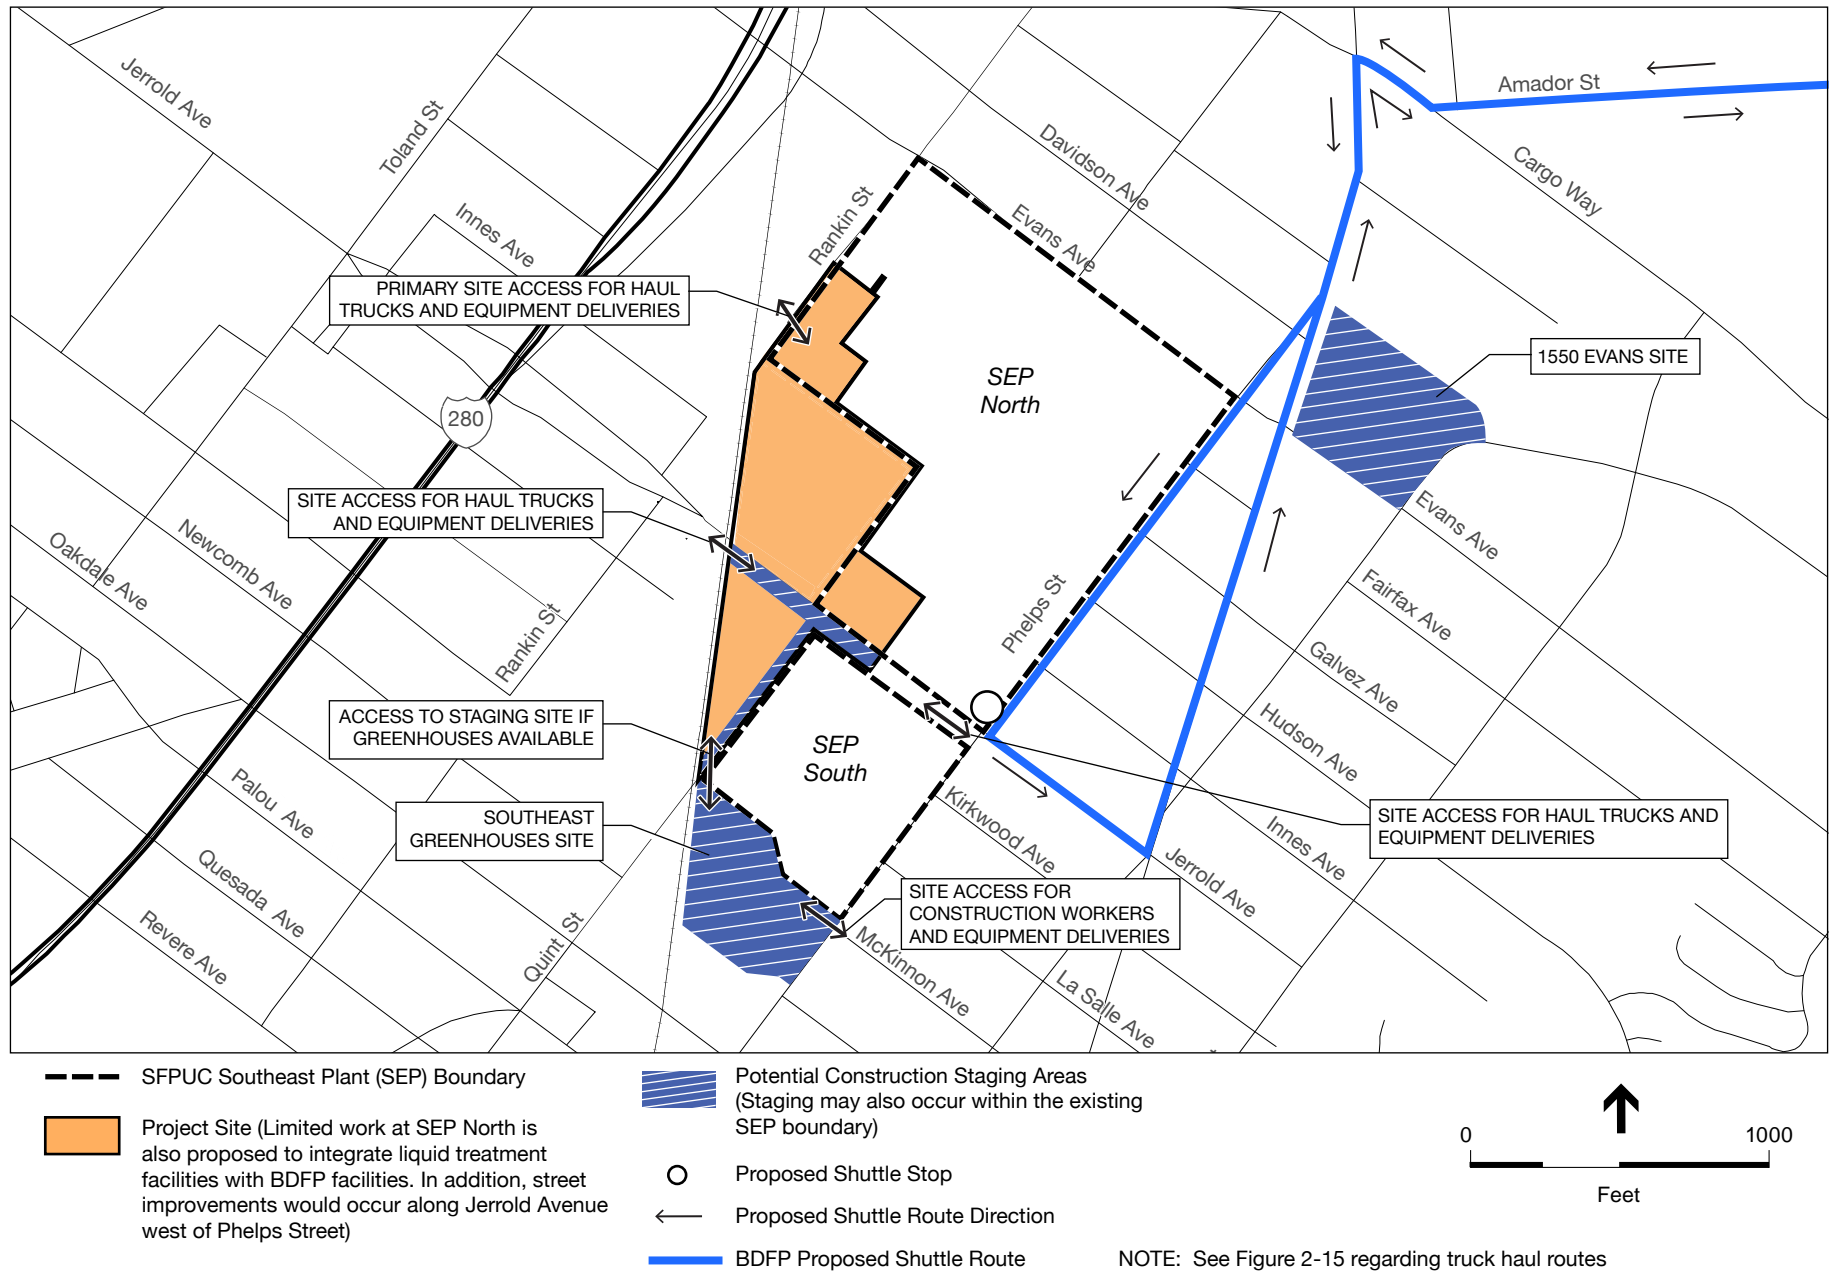 Jerrold Ave
Toland St
Innes Ave
Rankin St
Davidson Ave
Evans Ave
Amador St
Cargo Way
PRIMARY SITE ACCESS FOR HAUL
TRUCKS AND EQUIPMENT DELIVERIES
SEP
North
1550 EVANS SITE
280
SITE ACCESS FOR HAUL TRUCKS
AND EQUIPMENT DELIVERIES
Oakdale Ave
Newcomb Ave
Rankin St
Phelps St
Evans Ave
Fairfax Ave
Galvez Ave
Hudson Ave
Innes Ave
ACCESS TO STAGING SITE IF
GREENHOUSES AVAILABLE
SEP
South
SOUTHEAST
GREENHOUSES SITE
Palou Ave
Quesada Ave
Revere Ave
Quint St
Kirkwood Ave
Jerrold Ave
SITE ACCESS FOR HAUL TRUCKS AND
EQUIPMENT DELIVERIES
SITE ACCESS FOR
CONSTRUCTION WORKERS
AND EQUIPMENT DELIVERIES
McKinnon Ave
La Salle Ave
SFPUC Southeast Plant (SEP) Boundary
Project Site (Limited work at SEP North is
also proposed to integrate liquid treatment
facilities with BDFP facilities. In addition, street
improvements would occur along Jerrold Avenue
west of Phelps Street)
Potential Construction Staging Areas
(Staging may also occur within the existing
SEP boundary)
Proposed Shuttle Stop
Proposed Shuttle Route Direction
BDFP Proposed Shuttle Route
0 1000
Feet
NOTE: See Figure 2-15 regarding truck haul routes